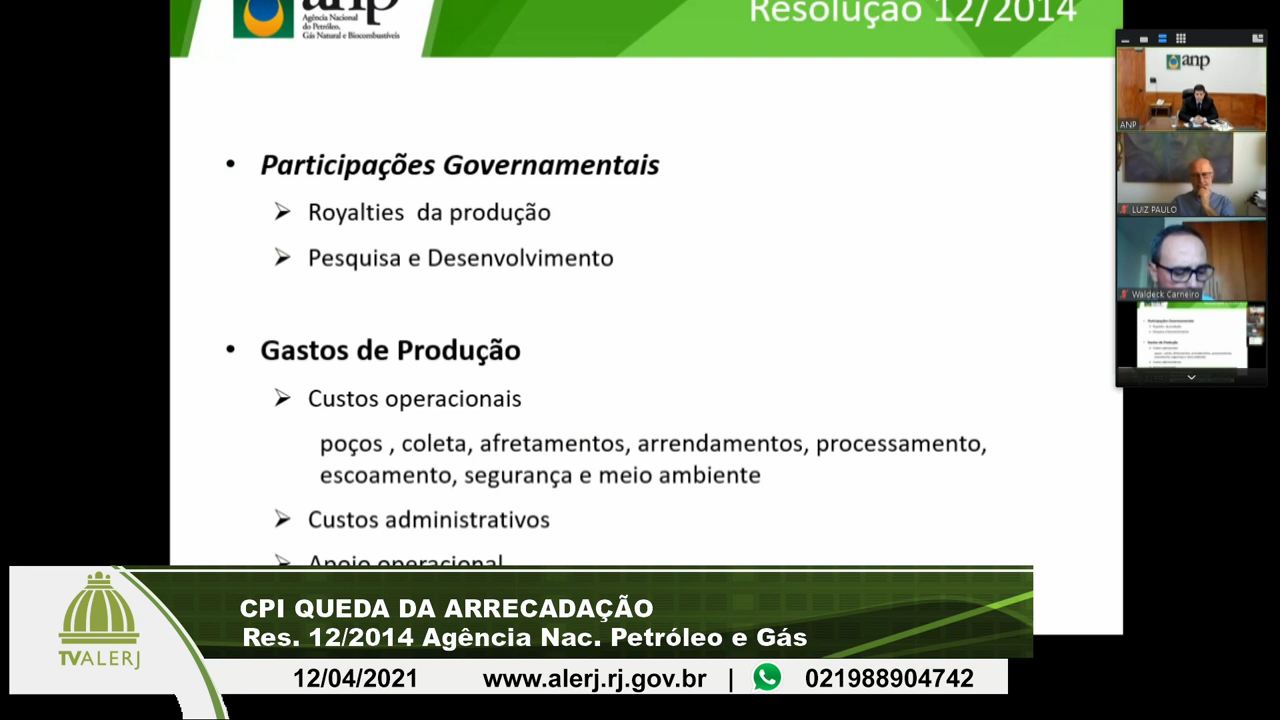 anp
Agência Nacional
do Petróleo,
Gás Natural e Biocombustíveis
Resolução 12/2014
• Participações Governamentais
Royalties da produção
Pesquisa e Desenvolvimento
• Gastos de Produção
Custos operacionais
poços , coleta, afretamentos, arrendamentos, processamento,
escoamento, segurança e meio ambiente
Custos administrativos
Apoio operacional
anp
ANP
LUIZ PAULO
Waldeck Carneiro
TVALERJ
CPI QUEDA DA ARRECADAÇÃO
Res. 12/2014 Agência Nac. Petróleo e Gás
12/04/2021 www.alerj.rj.gov.br | 021988904742